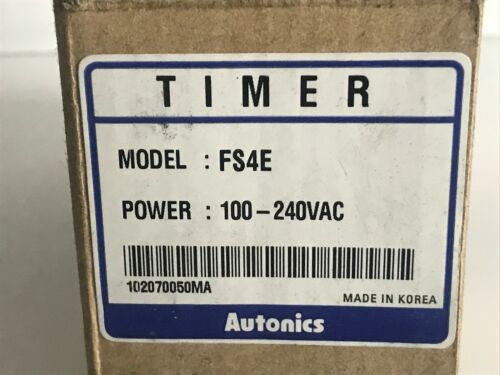 TIMER
MODEL : FS4E
POWER : 100-240VAC
102070050MA
MADE IN KOREA
Autonics